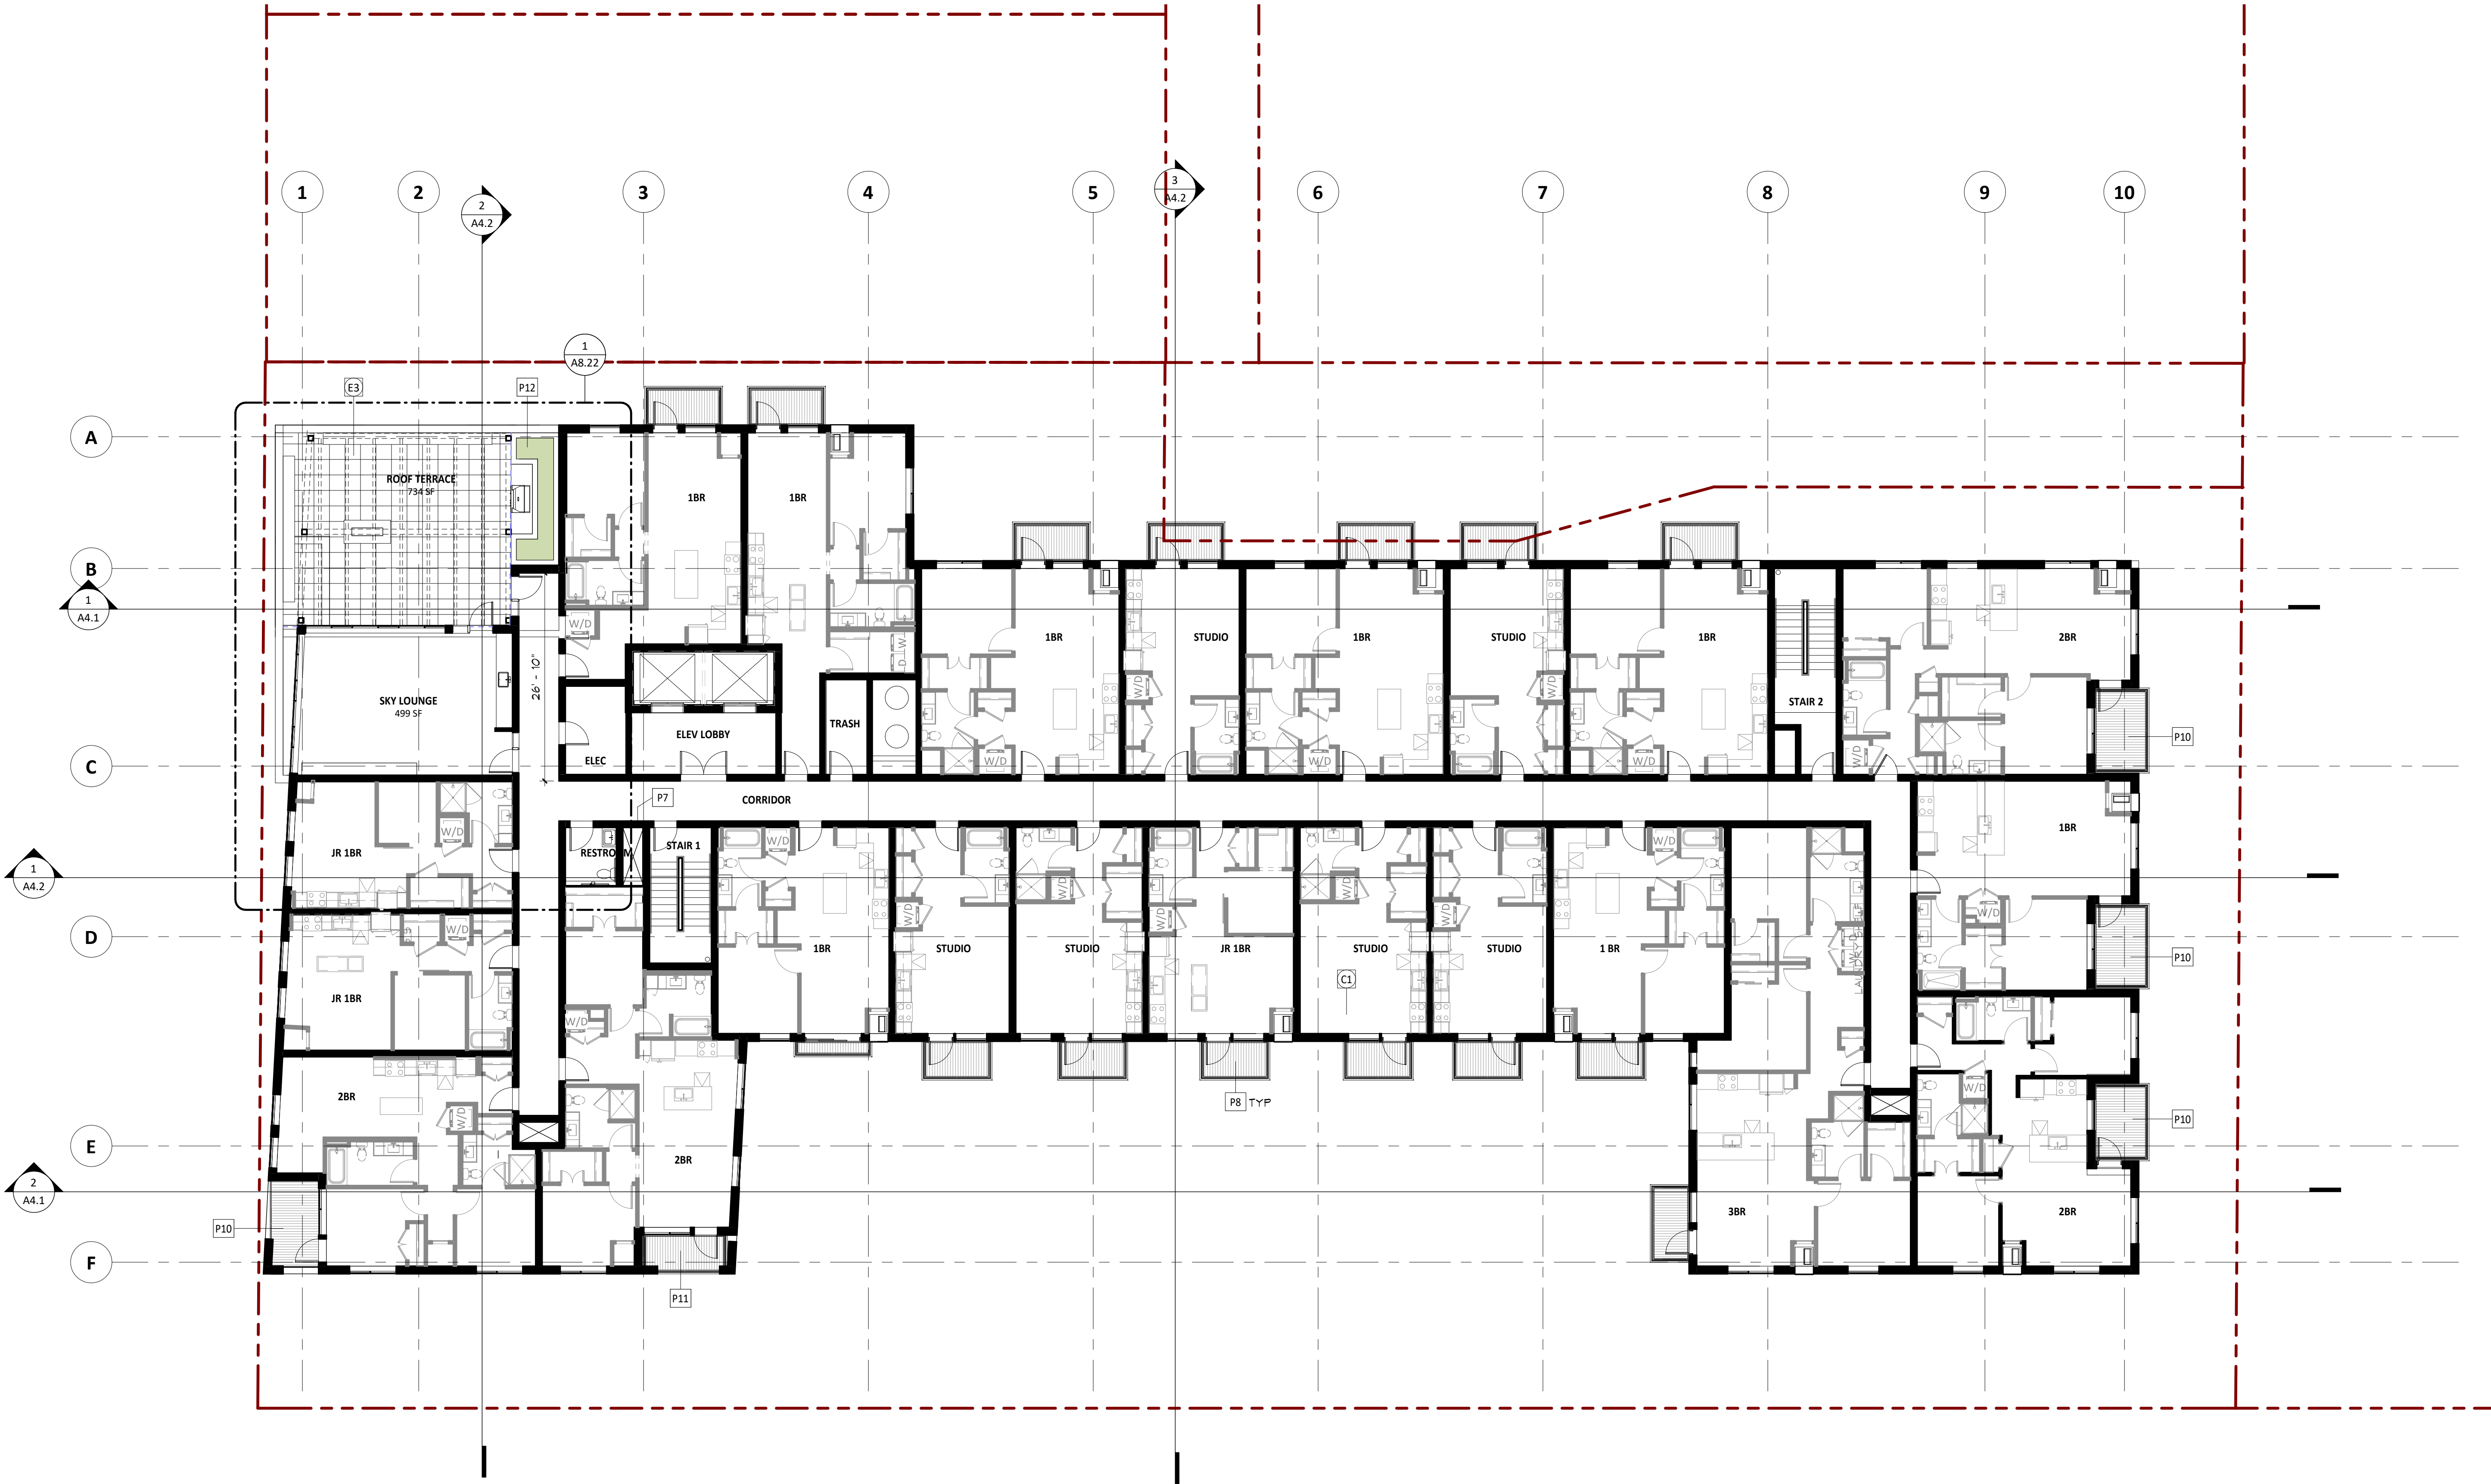 1
2
3
4
5
6
7
8
9
10
2
A4.2
3
A4.2
1
A8.22
E3
P12
A
ROOF TERRACE
734 SF
1BR
1BR
B
1
A4.1
W/D
1BR
STUDIO
1BR
STUDIO
1BR
2BR
D W
26' - 10"
SKY LOUNGE
499 SF
W/D
W/D
STAIR 2
TRASH
ELEV LOBBY
P10
ELEC
W/D
W/D
W/D
W/D
C
P7
CORRIDOR
1BR
W/D
JR 1BR
RESTROOM
STAIR 1
W/D
W/D
1
A4.2
W/D
W/D
W/D
W/D
W/D
W/D
W/D
D
1BR
STUDIO
STUDIO
JR 1BR
STUDIO
STUDIO
1 BR
P10
C1
JR 1BR
W/D
2BR
W/D
W/D
P8 TYP
P10
E
2BR
2
A4.1
3BR
2BR
P10
F
P11